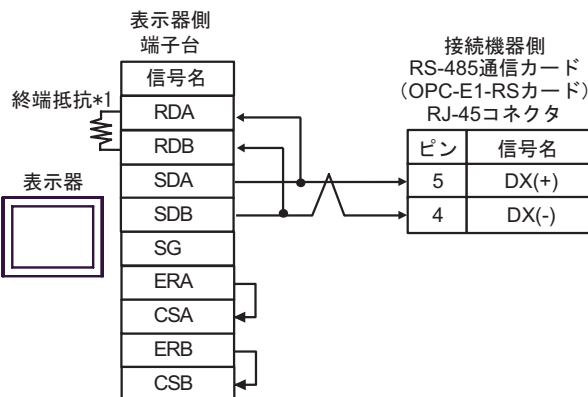 表示器側
端子台
信号名
終端抵抗*1
RDA
RDB
表示器
SDA
SDB
SG
ERA
CSA
ERB
CSB
接続機器側
RS-485通信カード
（OPC-E1-RSカード）
RJ-45コネクタ
ピン 信号名
5 DX(+)
4 DX(-)